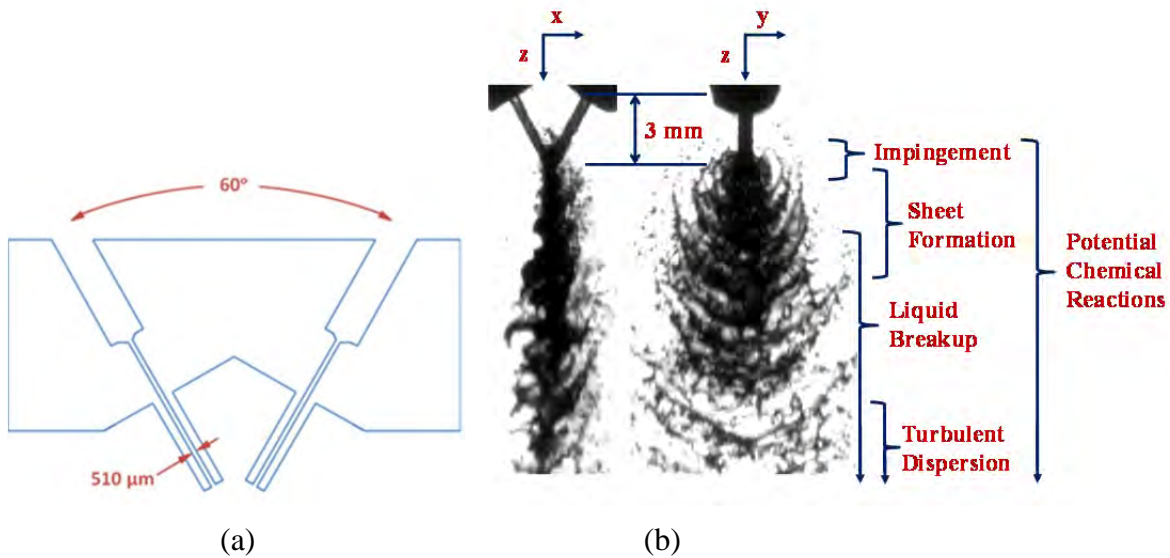 60°
510 µm
(a)
x
z
y
z
3 mm
Impingement
Sheet
Formation
Liquid
Breakup
Turbulent
Dispersion
Potential
Chemical
Reactions
(b)